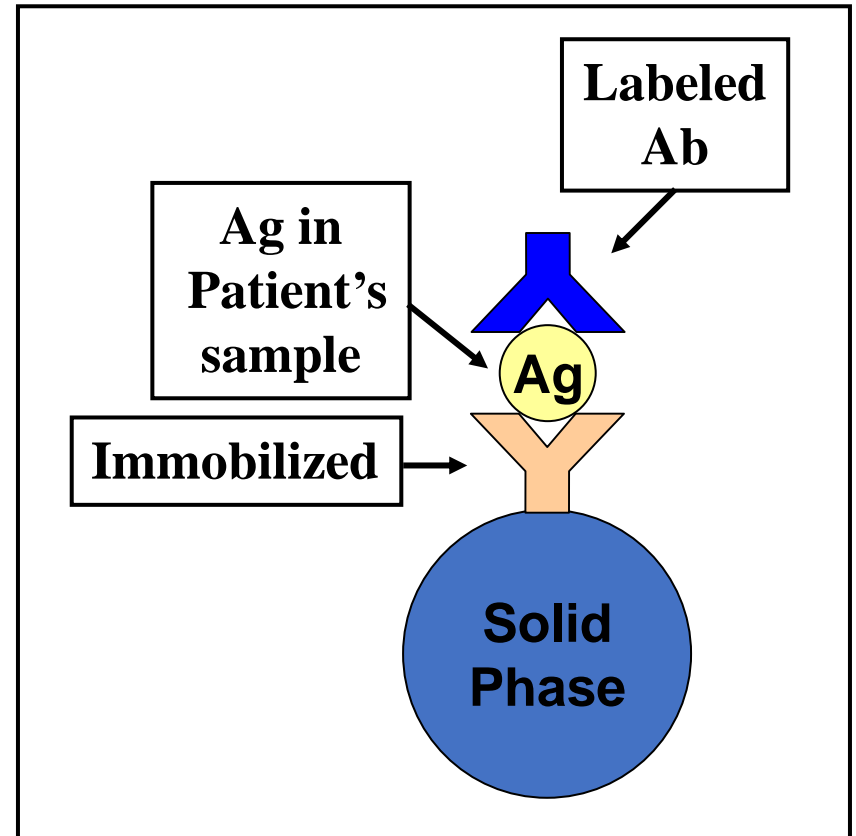 Labeled
Ab
Ag in
Patient’s
sample
Ag
Immobilized
Solid
Phase